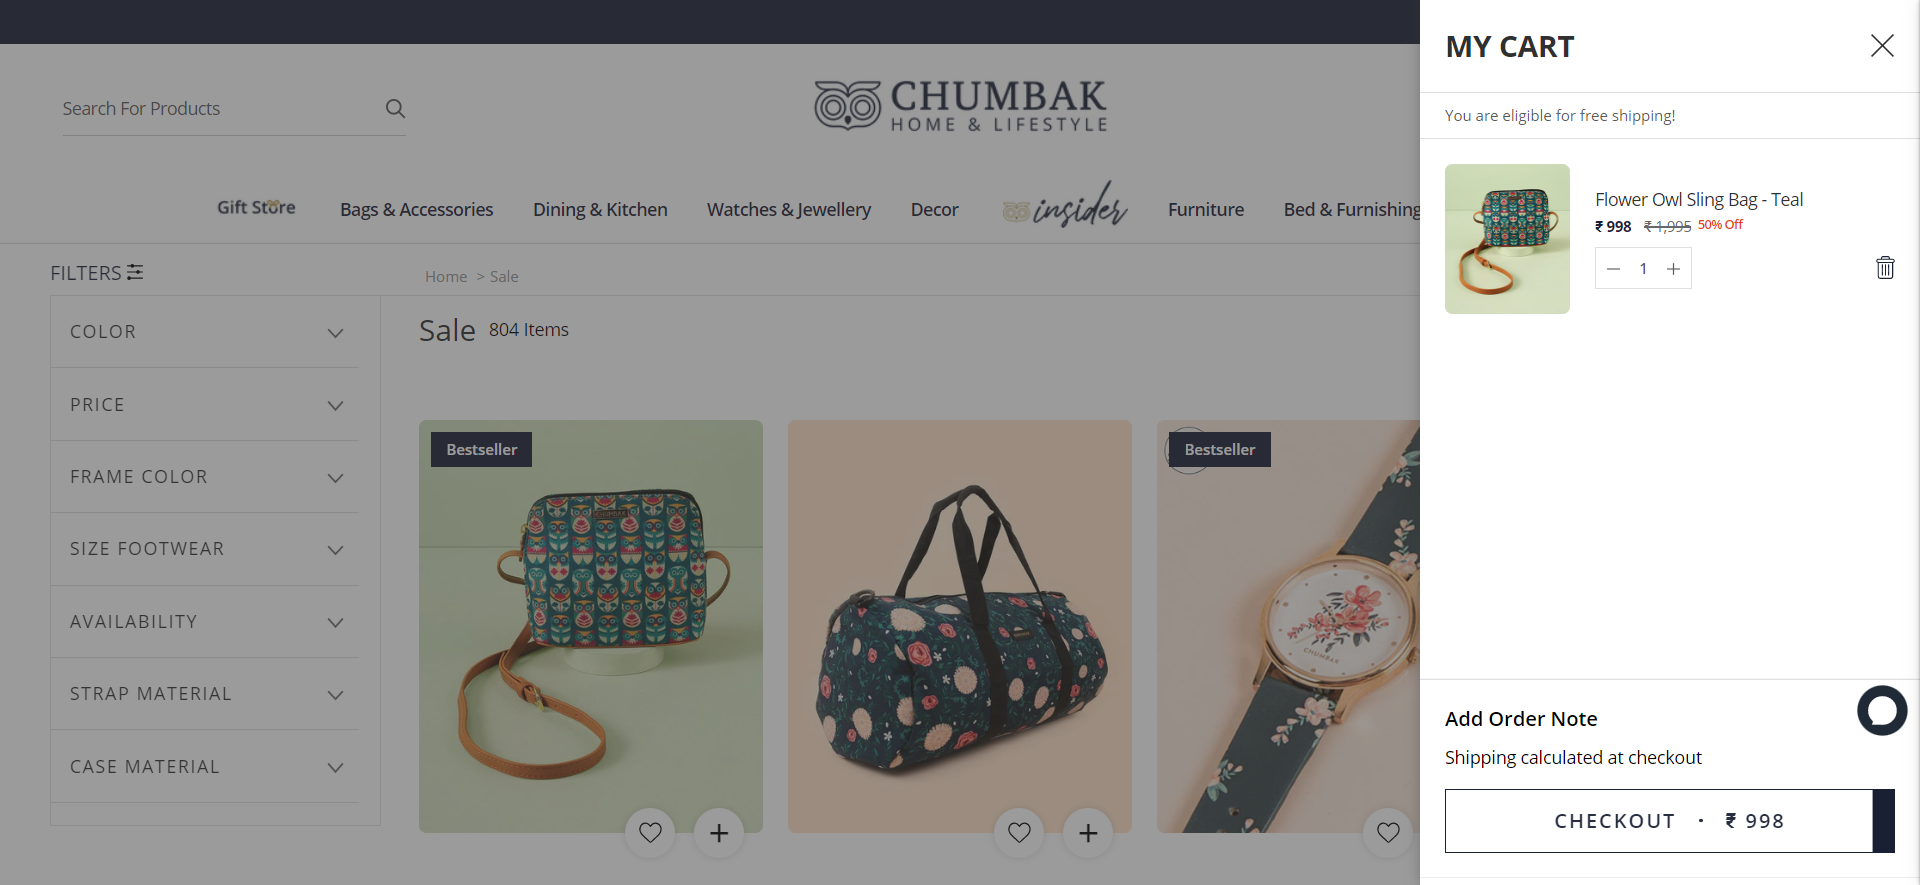 Search For Products
CHUMBAK
HOME & LIFESTYLE
Gift Store
Bags & Accessories
Dining & Kitchen
Watches & Jewellery
Decor
insider
Furniture
Bed & Furnishing
FILTERS
Home > Sale
COLOR
PRICE
FRAME COLOR
SIZE FOOTWEAR
AVAILABILITY
STRAP MATERIAL
CASE MATERIAL
Sale 804 Items
Bestseller
CHUMBAK
Bestseller
CHUMBAK
MY CART
You are eligible for free shipping!
Flower Owl Sling Bag - Teal
₹ 998 ₹ 1,995 50% Off
1
Add Order Note
Shipping calculated at checkout
CHECKOUT · ₹ 998